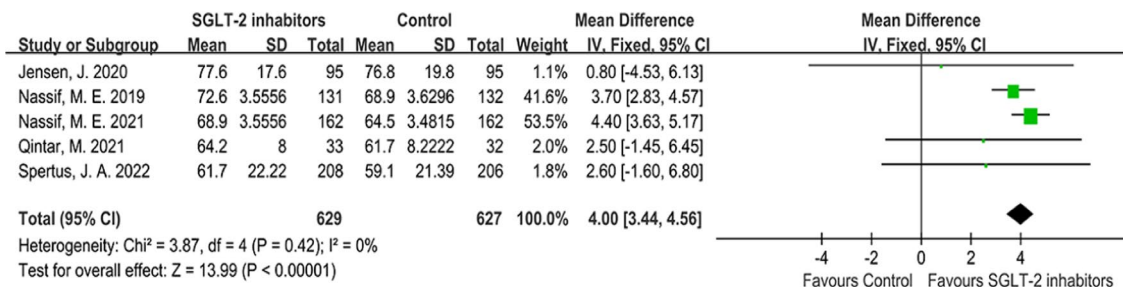 SGLT-2 inhabitors Control Mean Difference Mean Difference
Study or Subgroup Mean SD Total Mean SD Total Weight IV, Fixed, 95% CI IV, Fixed, 95% CI
Jensen, J. 2020 77.6 17.6 95 76.8 19.8 95 1.1% 0.80 [-4.53, 6.13]
Nassif, M. E. 2019 72.6 3.5556 131 68.9 3.6296 132 41.6% 3.70 [2.83, 4.57]
Nassif, M. E. 2021 68.9 3.5556 162 64.5 3.4815 162 53.5% 4.40 [3.63, 5.17]
Qintar, M. 2021 64.2 8 33 61.7 8.2222 32 2.0% 2.50 [-1.45, 6.45]
Spertus, J. A. 2022 61.7 22.22 208 59.1 21.39 206 1.8% 2.60 [-1.60, 6.80]
Total (95% CI) 629 627 100.0% 4.00 [3.44, 4.56]
Heterogeneity: Chi² = 3.87, df = 4 (P = 0.42); I² = 0%
Test for overall effect: Z = 13.99 (P < 0.00001)
-4 -2 0 2 4
Favours Control Favours SGLT-2 inhabitors